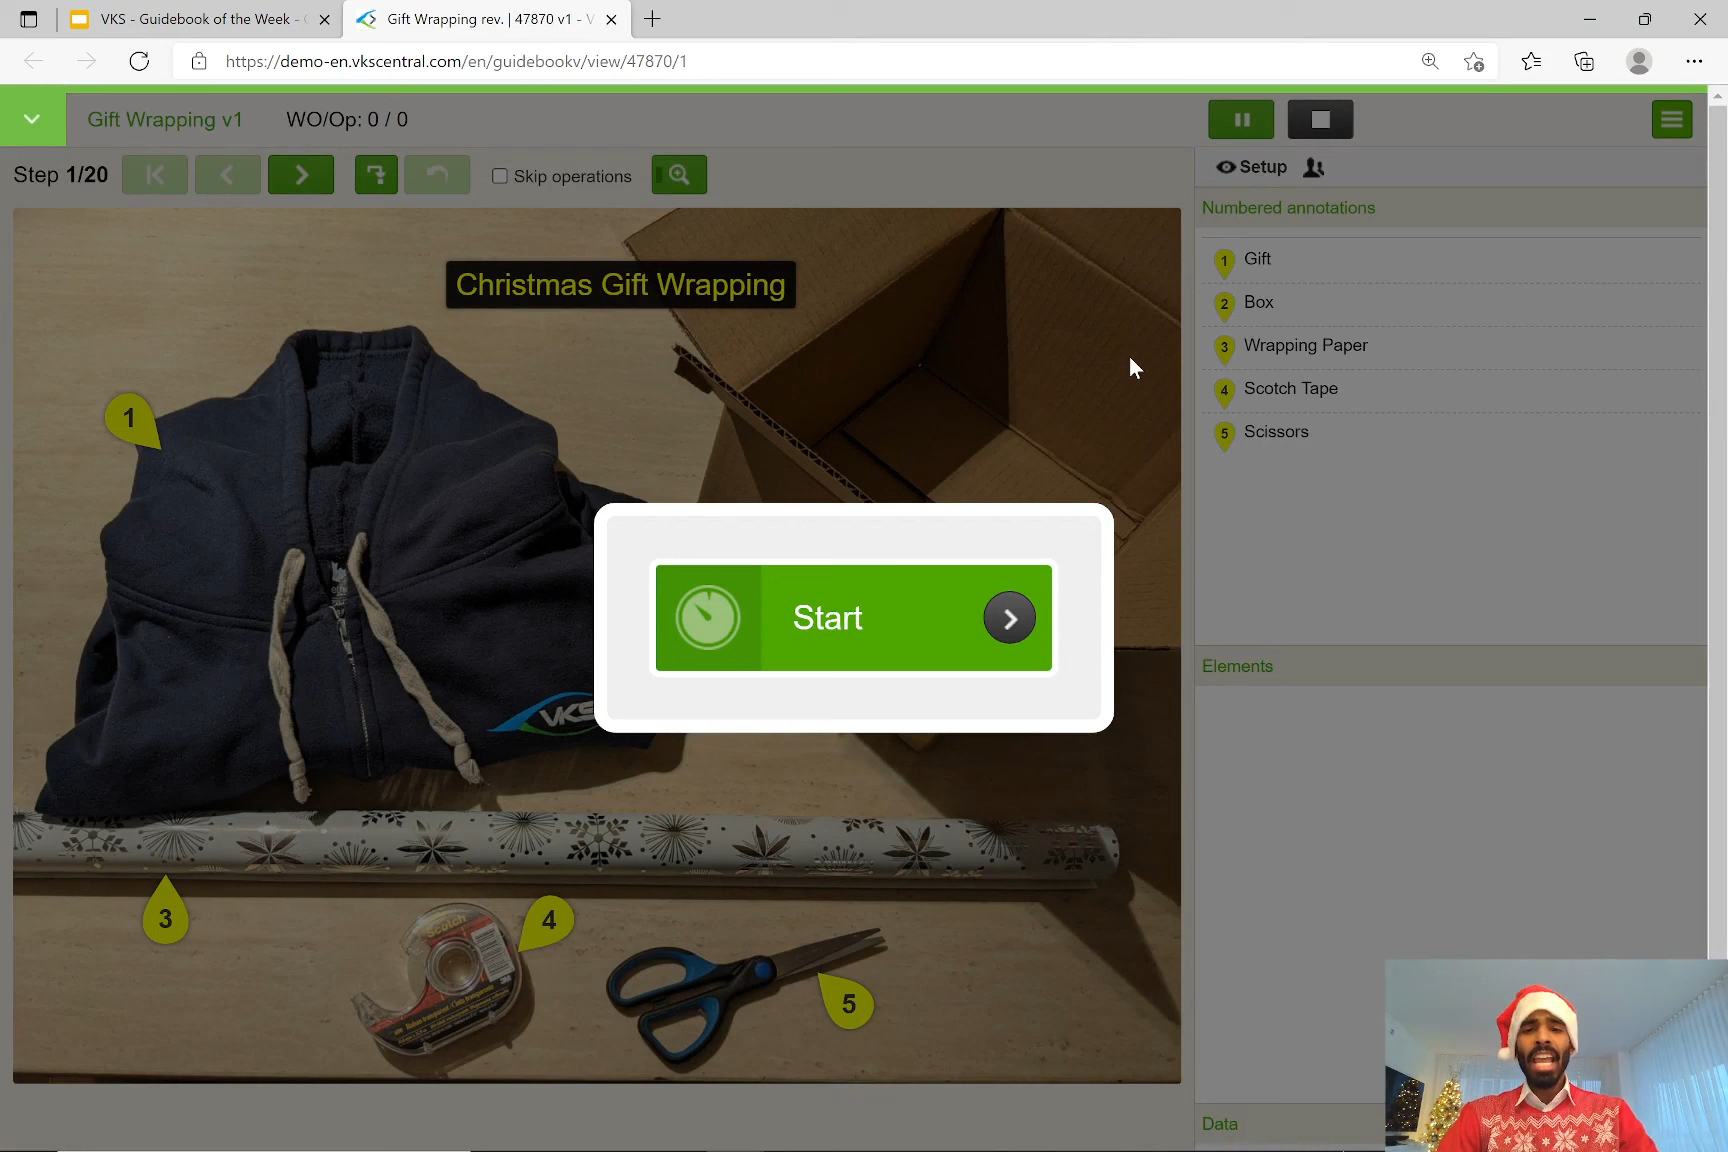 VKS - Guidebook of the Week -
Gift Wrapping rev. | 47870 v1 - V
https://demo-en.vkscentral.com/en/guidebookv/view/47870/1
Gift Wrapping v1
WO/Op: 0 / 0
Step 1/20
Skip operations
Setup
Numbered annotations
1 Gift
2 Box
3 Wrapping Paper
4 Scotch Tape
5 Scissors
Christmas Gift Wrapping
1
Start
VKS
3
4
Scotch
5
Elements
Data